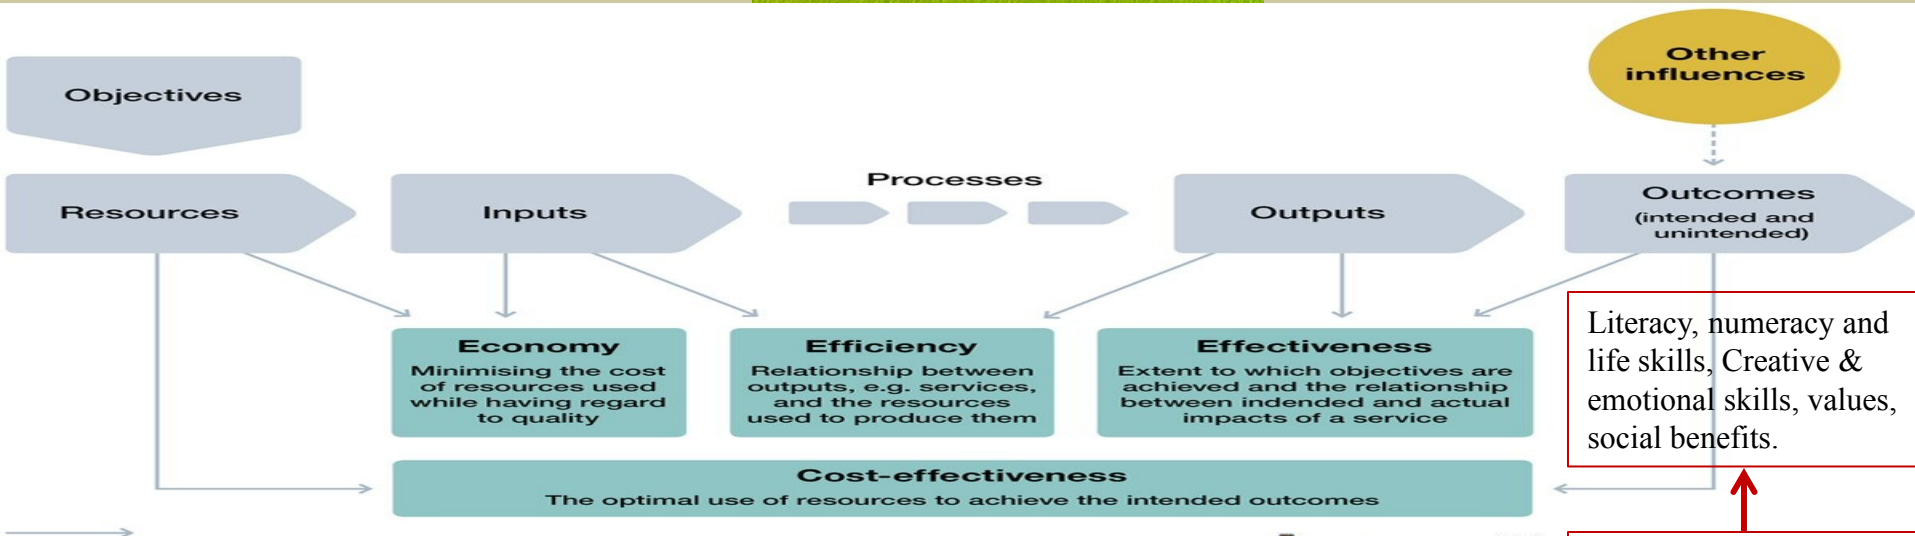 Objectives
Other
influences
Resources
Inputs
Processes
Outputs
Outcomes
(intended and
unintended)
Economy
Minimising the cost
of resources used
while having regard
to quality
Efficiency
Relationship between
outputs, e.g. services,
and the resources
used to produce them
Effectiveness
Extent to which objectives are
achieved and the relationship
between indended and actual
impacts of a service
Literacy, numeracy and
life skills, Creative &
emotional skills, values,
social benefits.
Cost-effectiveness
The optimal use of resources to achieve the intended outcomes